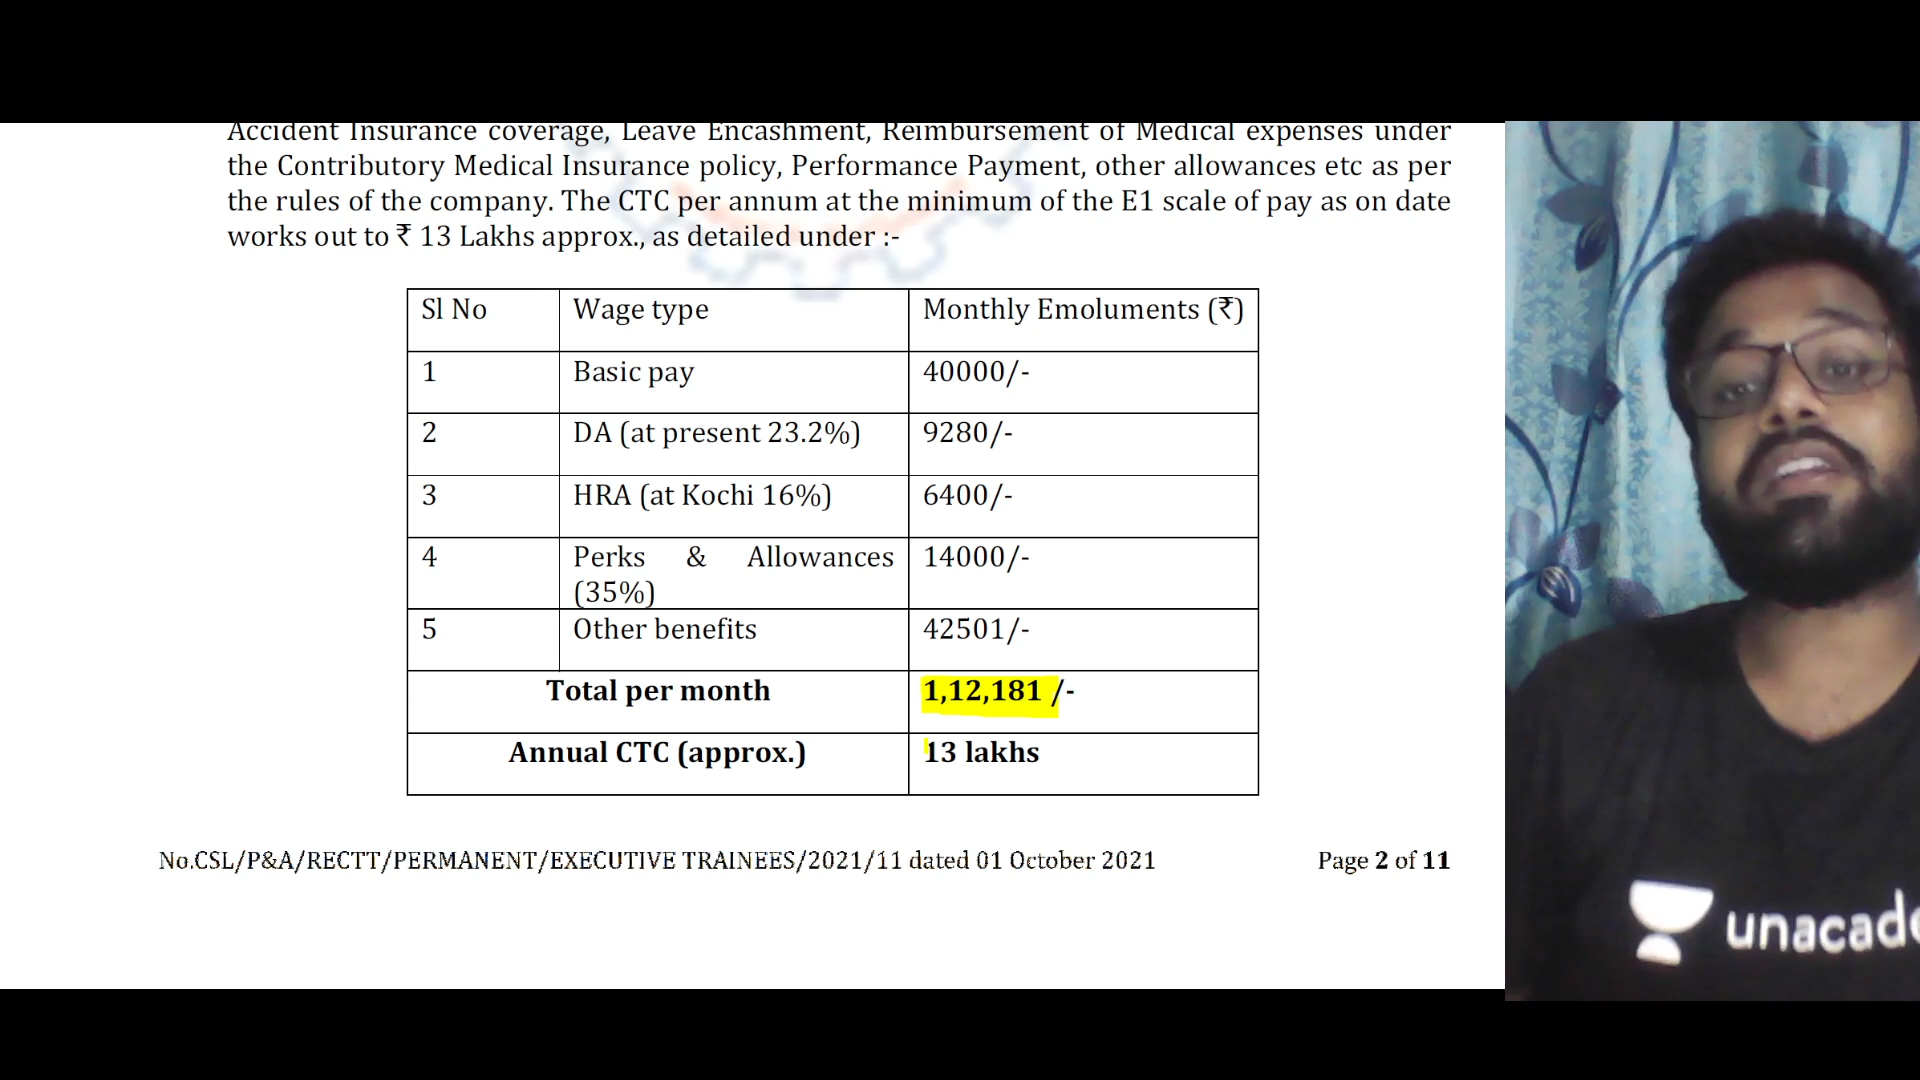 Accident Insurance coverage, Leave Encashment, Reimbursement of Medical expenses under
the Contributory Medical Insurance policy, Performance Payment, other allowances etc as per
the rules of the company. The CTC per annum at the minimum of the E1 scale of pay as on date
works out to ₹ 13 Lakhs approx., as detailed under :-
Sl No Wage type Monthly Emoluments (₹)
1 Basic pay 40000/-
2 DA (at present 23.2%) 9280/-
3 HRA (at Kochi 16%) 6400/-
4 Perks & Allowances 14000/-
(35%)
5 Other benefits 42501/-
Total per month 1,12,181 /-
Annual CTC (approx.) 13 lakhs
No.CSL/P&A/RECTT/PERMANENT/EXECUTIVE TRAINEES/2021/11 dated 01 October 2021 Page 2 of 11
unacade